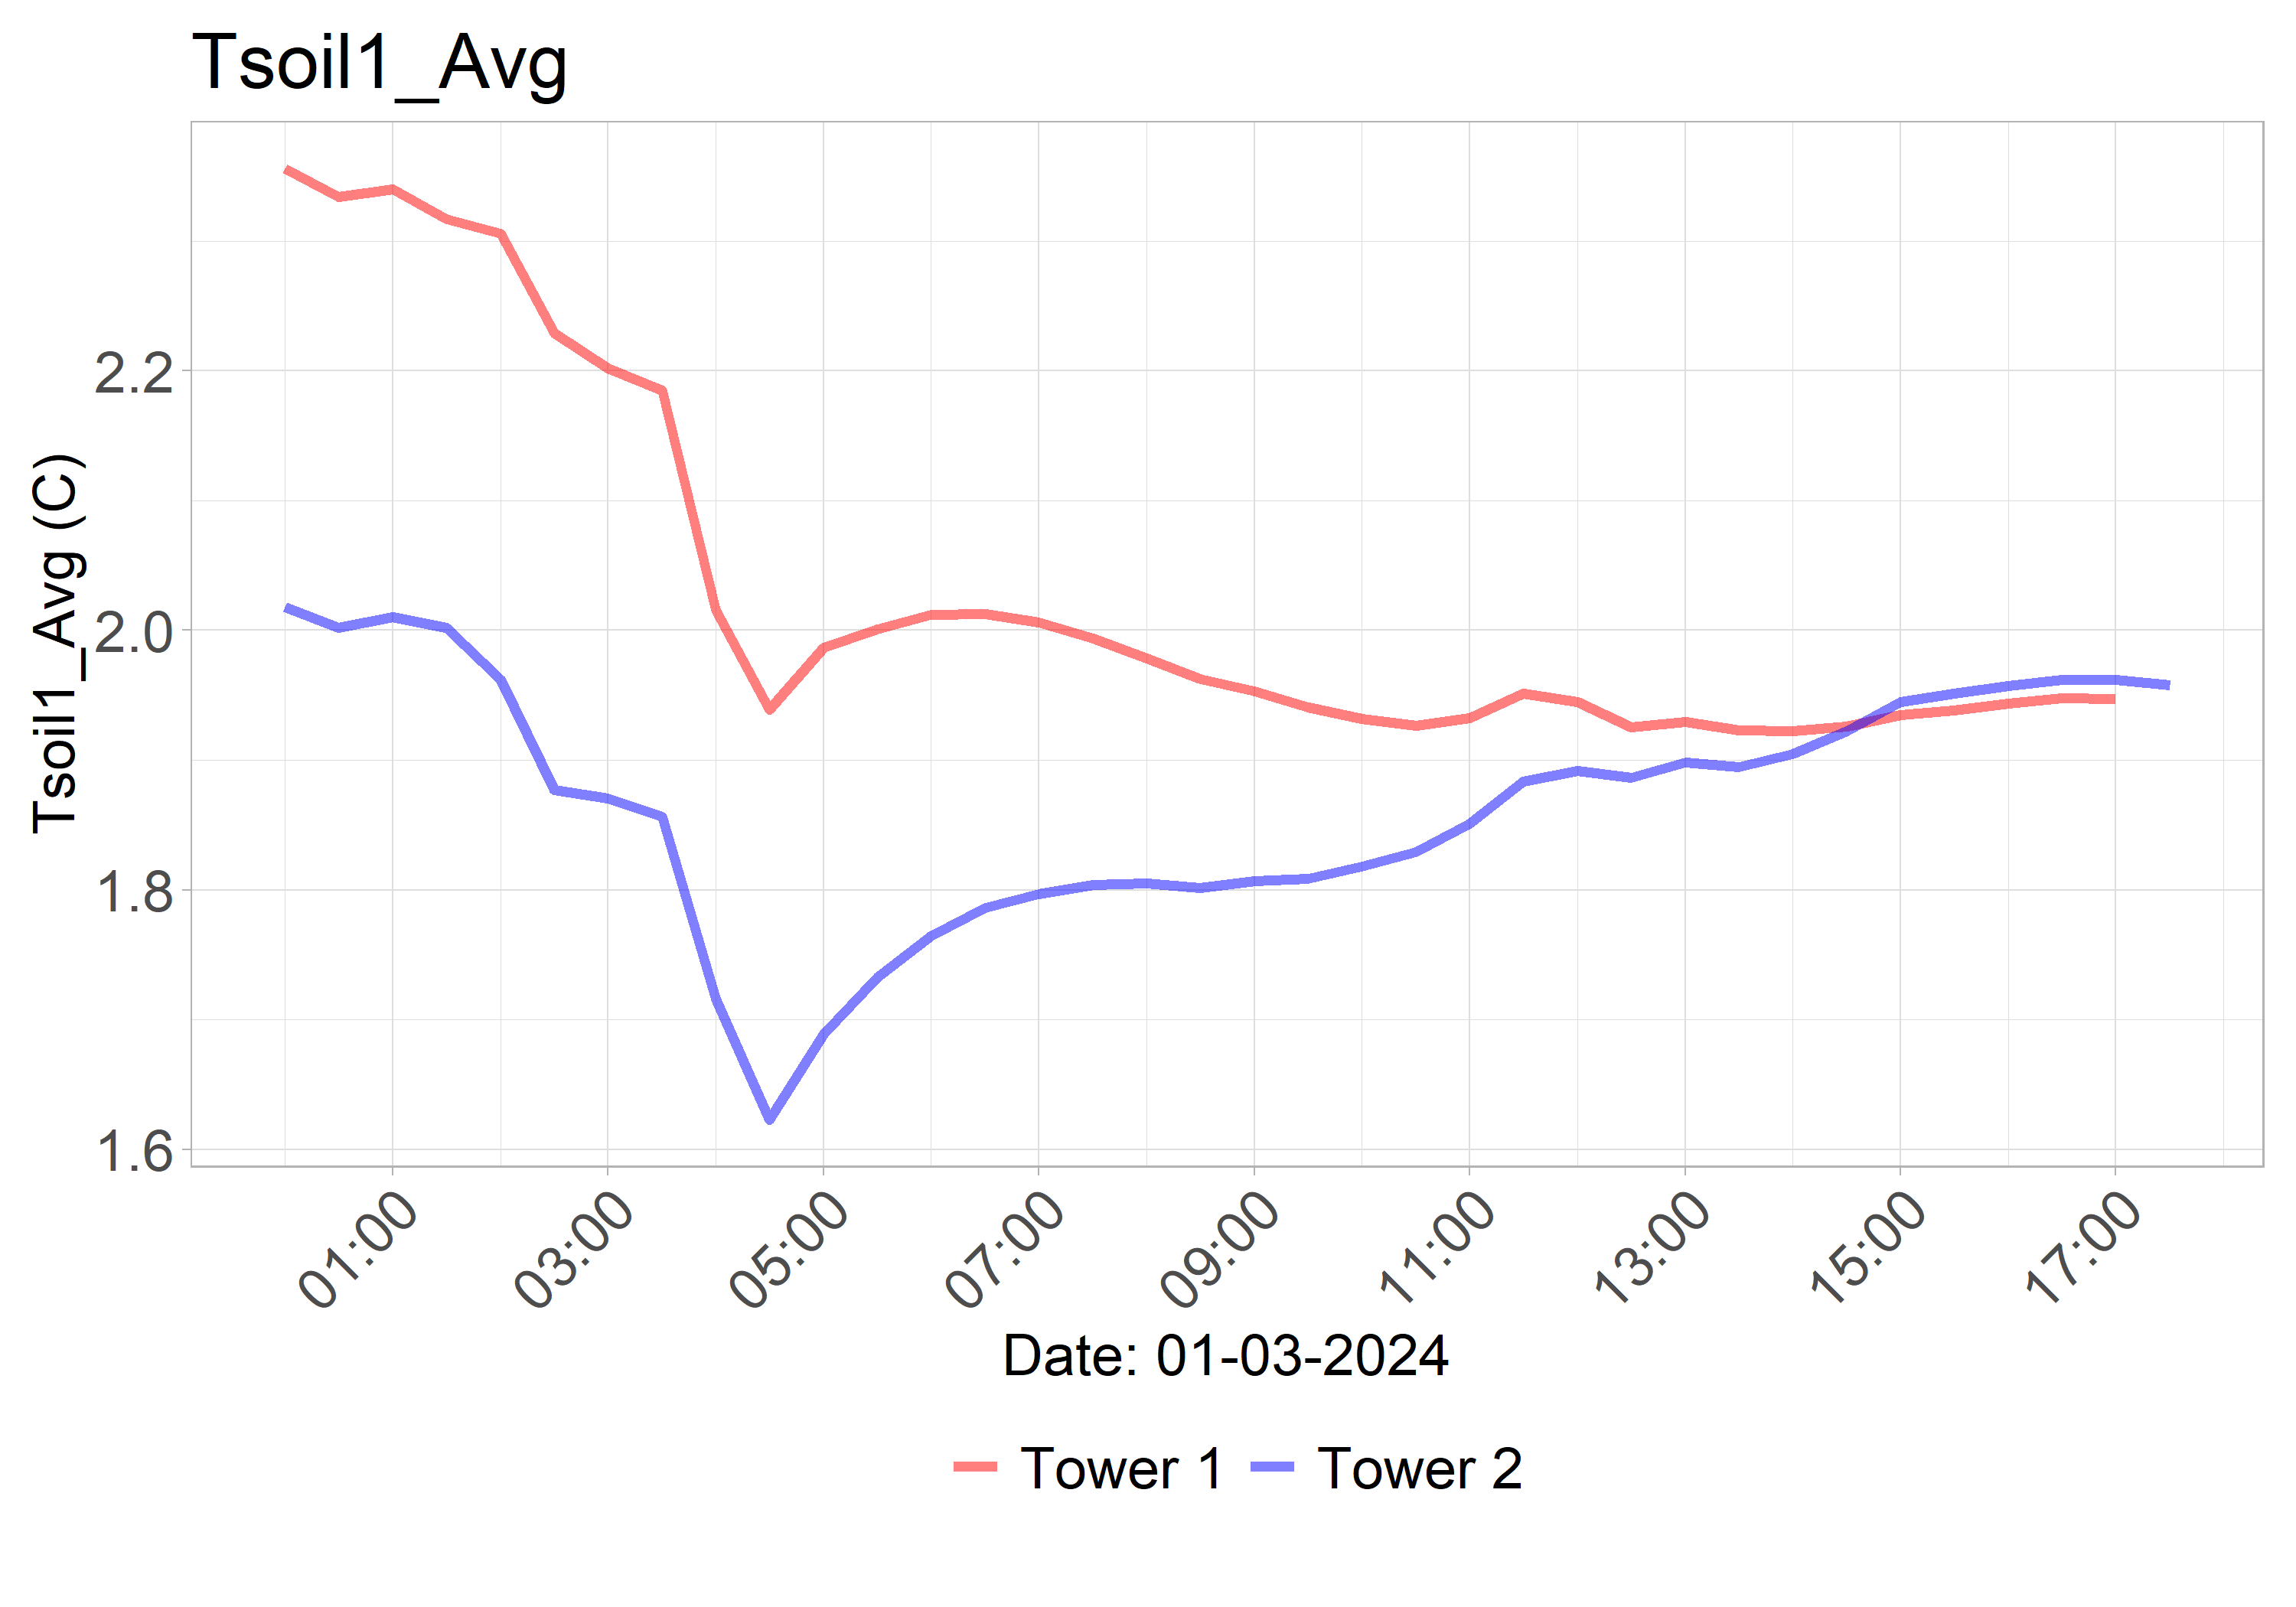 Tsoil1_Avg
Tsoil1_Avg (C)
2.2
2.0
1.8
1.6
01:00 03:00 05:00 07:00 09:00 11:00 13:00 15:00 17:00
Date: 01-03-2024
Tower 1 Tower 2